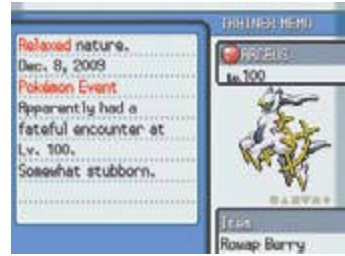 TRAINER MEMO
Relaxed nature.
Dec. 8, 2009
Pokémon Event
Apparently had a
fateful encounter at
Lv. 100.
Somewhat stubborn.
ARCEUS
Lv. 100
Item
Rowap Berry